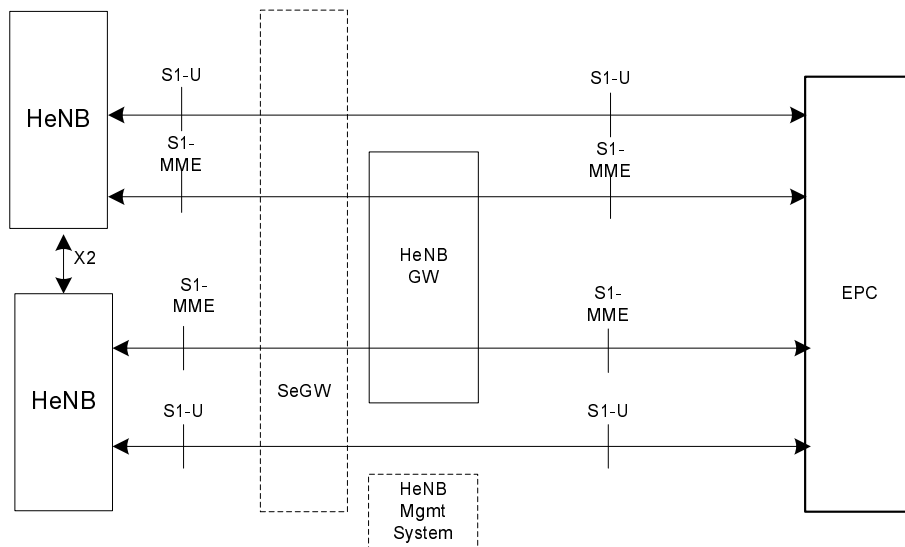 S1-U
S1-U
HeNB
S1-
MME
S1-
MME
HeNB
GW
X2
S1-
MME
S1-
MME
EPC
SeGW
HeNB
S1-U
S1-U
HeNB
Mgmt
System